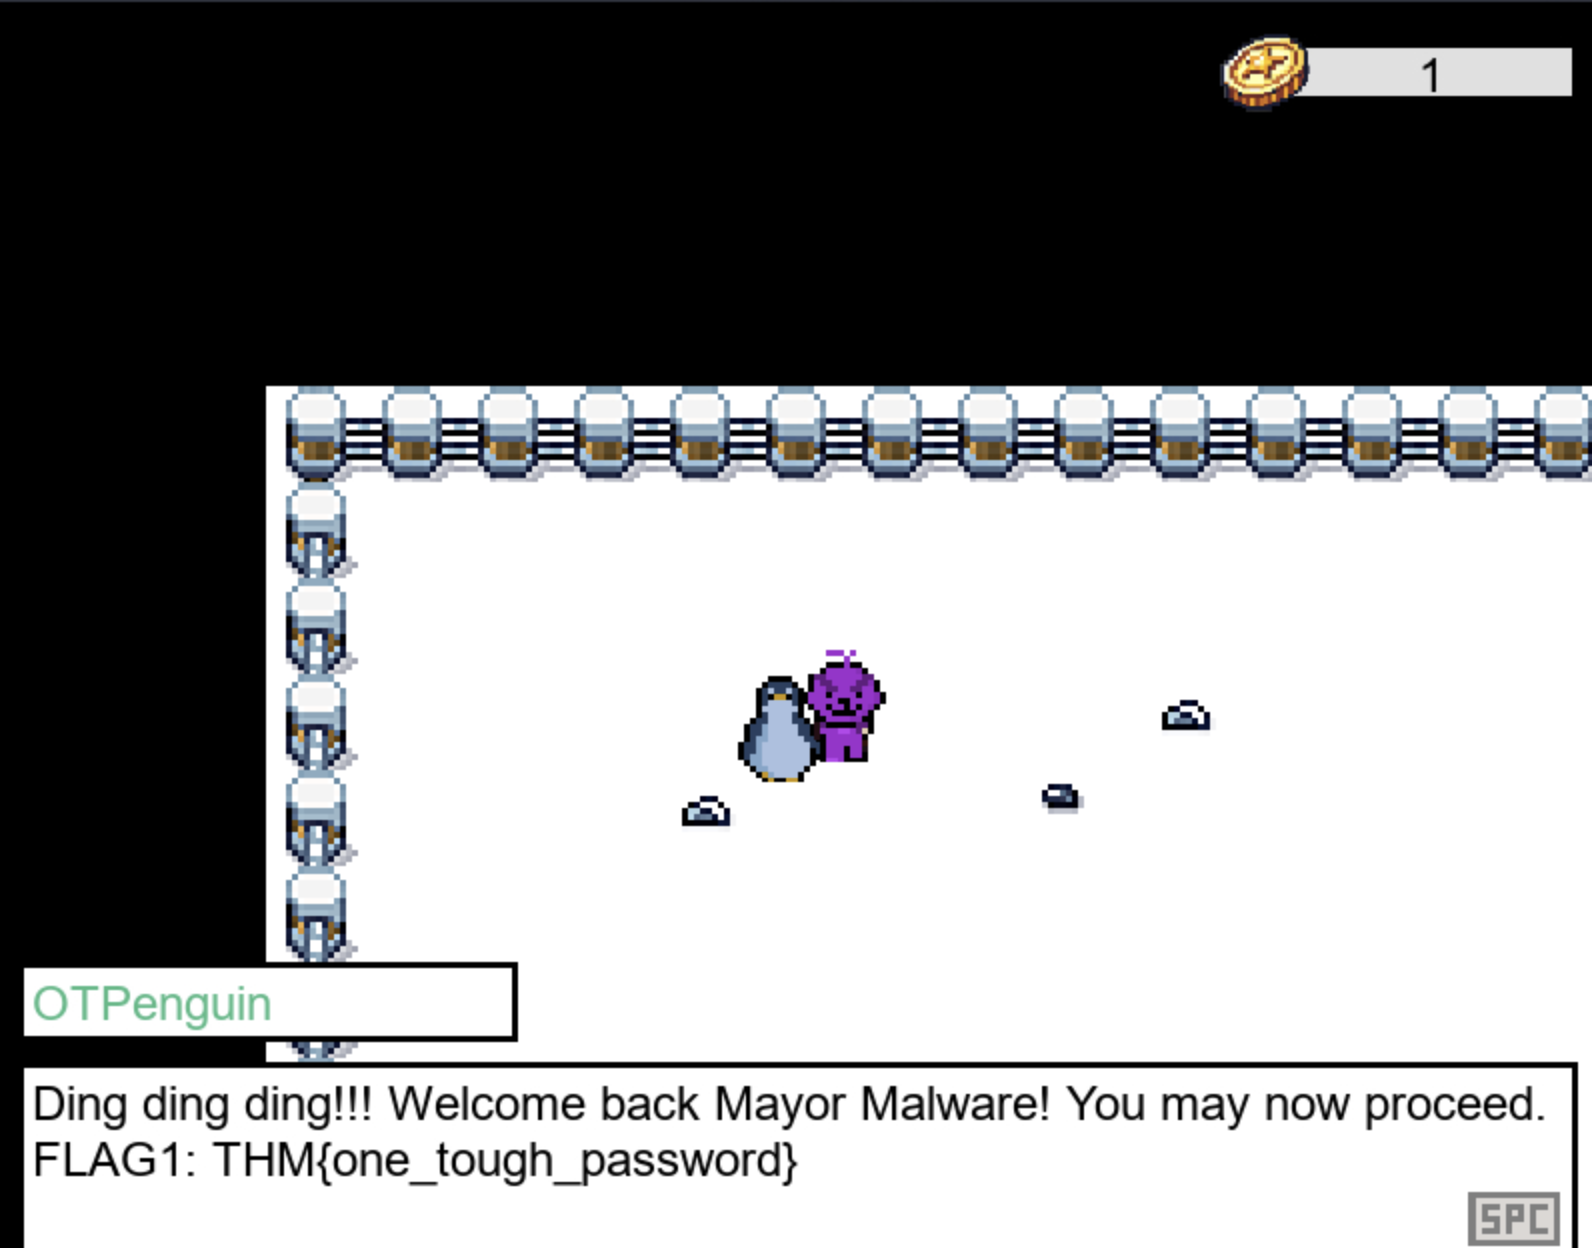 1
OTPenguin
Ding ding ding!!! Welcome back Mayor Malware! You may now proceed.
FLAG1: THM{one_tough_password}
SPC